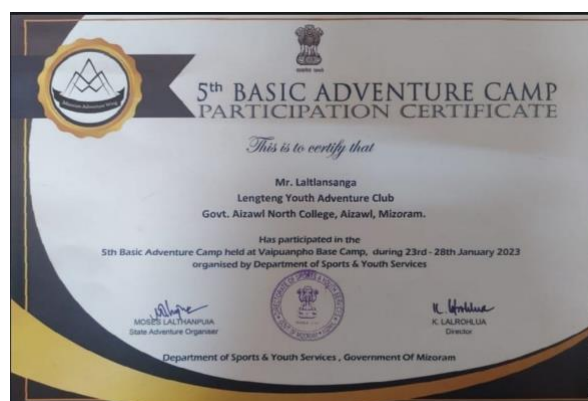 5th BASIC ADVENTURE CAMP
PARTICIPATION CERTIFICATE
This is to certify that
Mr. Laltlansanga
Lengteng Youth Adventure Club
Govt. Aizawl North College, Aizawl, Mizoram.
Has participated in the
5th Basic Adventure Camp held at Vaipuanpho Base Camp, during 23rd - 28th January 2023
organised by Department of Sports & Youth Services
MOSES LALTHANPUIA
State Adventure Organiser
K. LALROHLUA
Director
Department of Sports & Youth Services , Government Of Mizoram